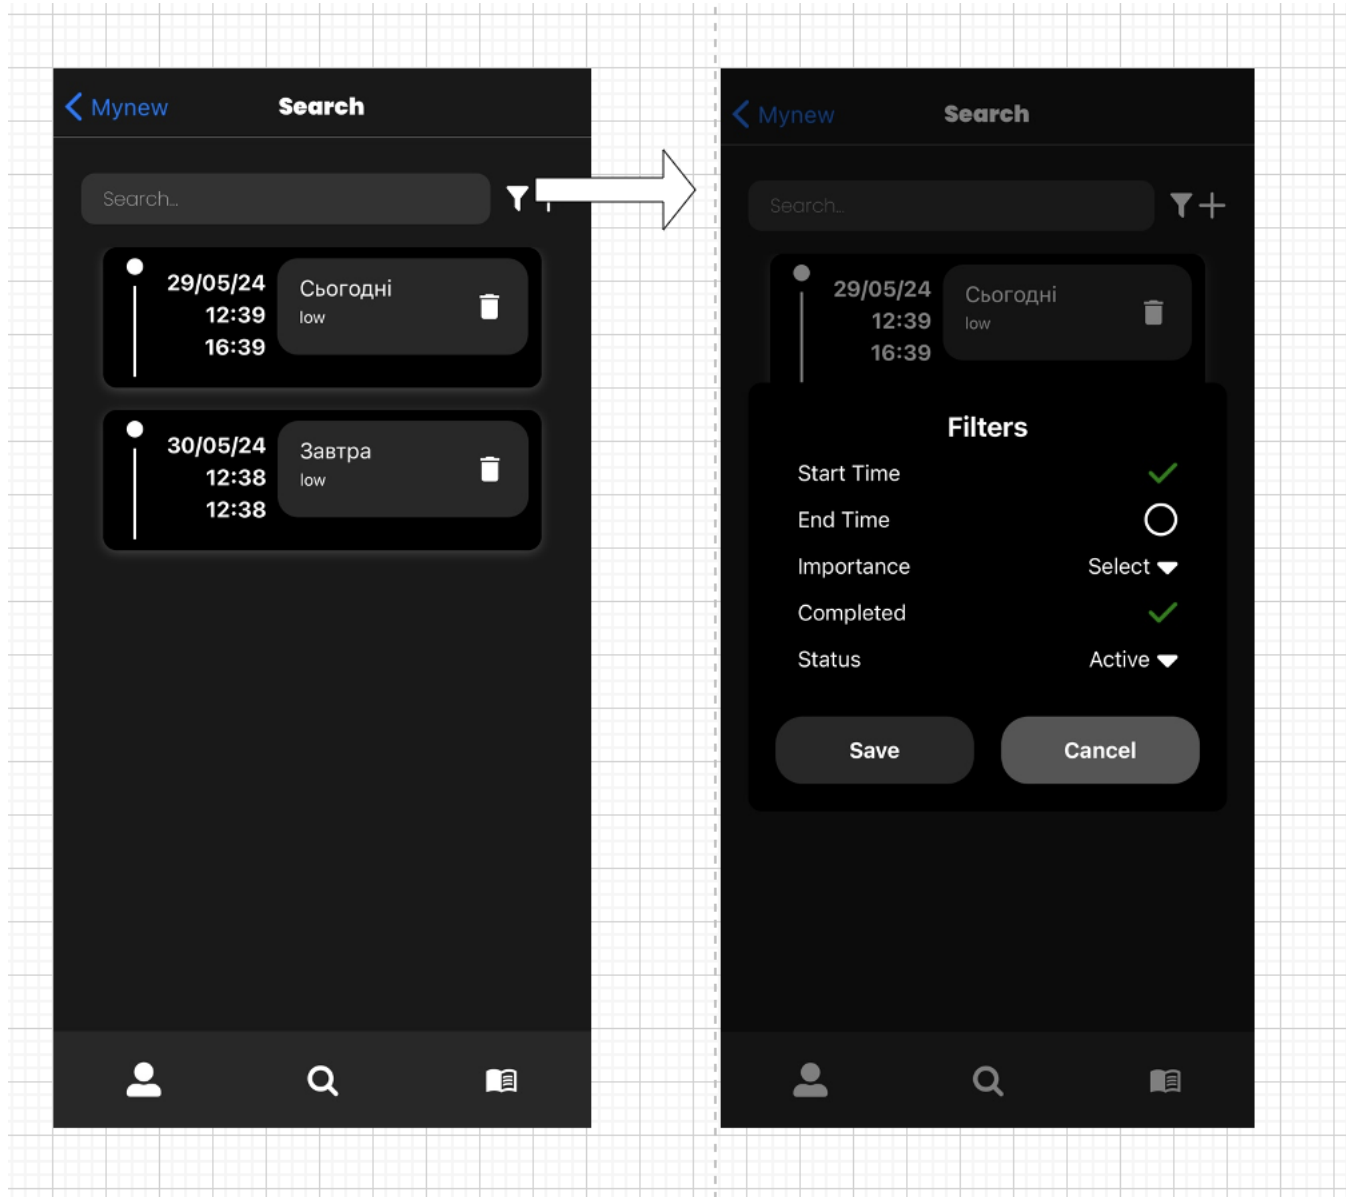 Mynew
Search
Search...
29/05/24
12:39
16:39
Сьогодні
low
30/05/24
12:38
12:38
Завтра
low
Mynew
Search
Search...
29/05/24
12:39
16:39
Сьогодні
low
Filters
Start Time
End Time
Importance Select
Completed
Status Active
Save Cancel